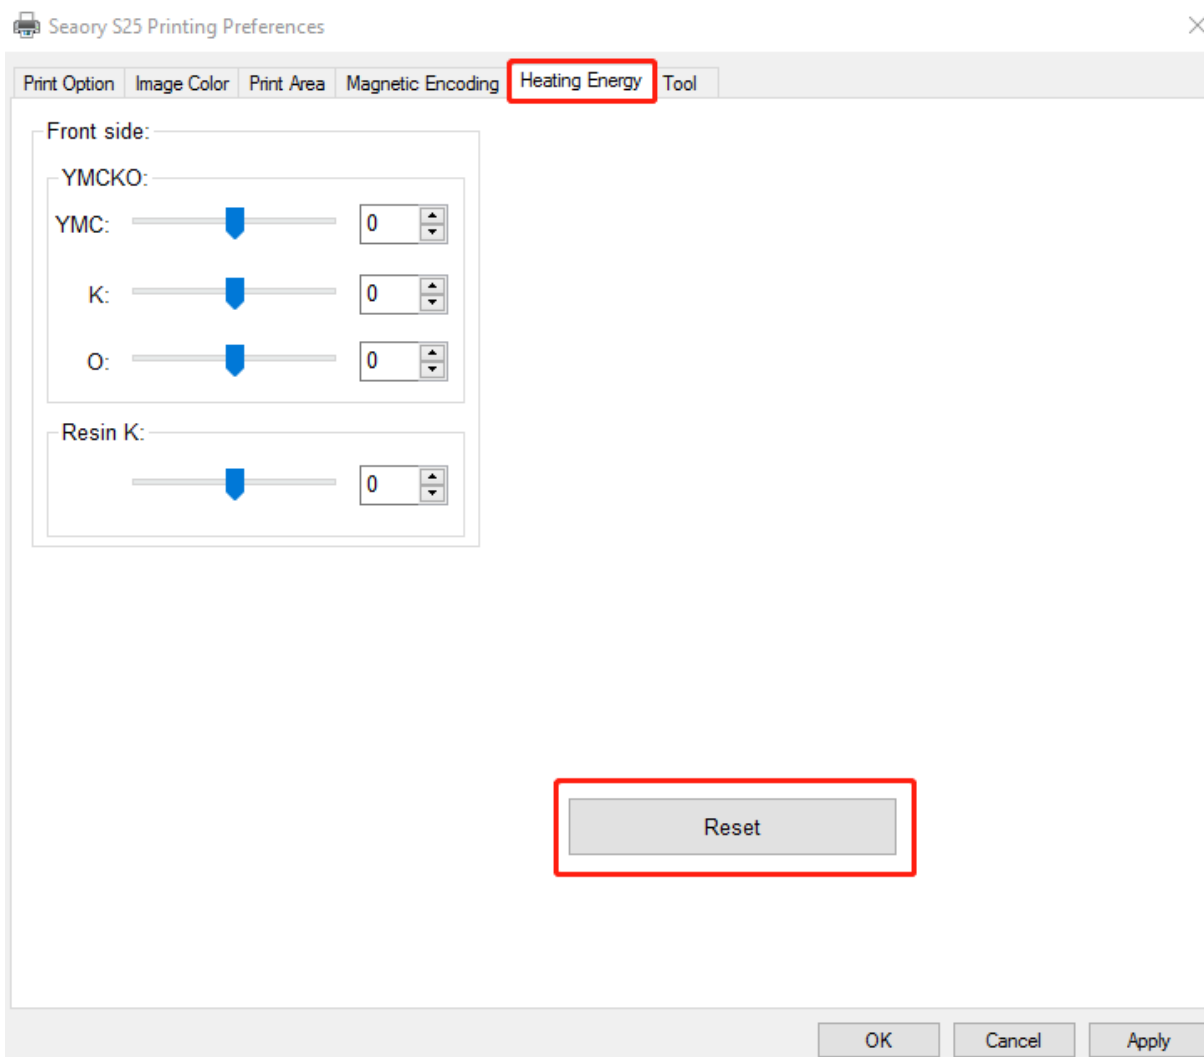 Seaory S25 Printing Preferences
Print Option Image Color Print Area Magnetic Encoding Heating Energy Tool
Front side:
YMCKO:
YMC: 0
K: 0
O: 0
Resin K:
0
Reset
OK Cancel Apply